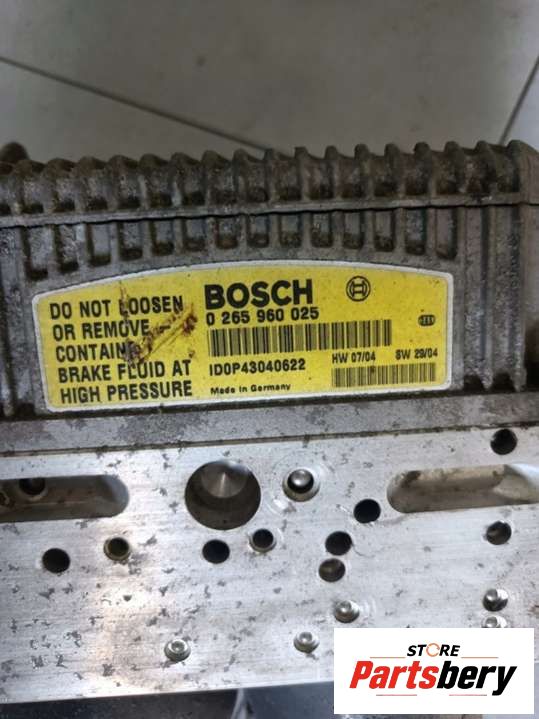 DO NOT LOOSEN
OR REMOVE
CONTAINS
BRAKE FLUID AT
HIGH PRESSURE
BOSCH
0 265 960 025
ID0P43040622
HW 07/04 SW 29/04
Made in Germany
STORE
Partsbery